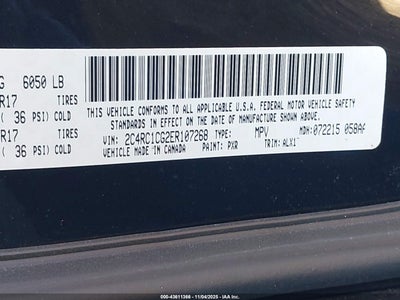 G 6050 LB
R17 TIRES
( 36 PSI) COLD
R17 TIRES
( 36 PSI) COLD
THIS VEHICLE CONFORMS TO ALL APPLICABLE U.S.A. FEDERAL MOTOR VEHICLE SAFETY
STANDARDS IN EFFECT ON THE DATE OF MANUFACTURE SHOWN ABOVE.
VIN: 2C4RC1CG2ER107268 TYPE: MPV MDH: 072215 058AA
VEHICLE MADE IN CANADA PAINT: PXR TRIM: ALX1
000-43611366 - 11/04/2025 - IAA Inc.